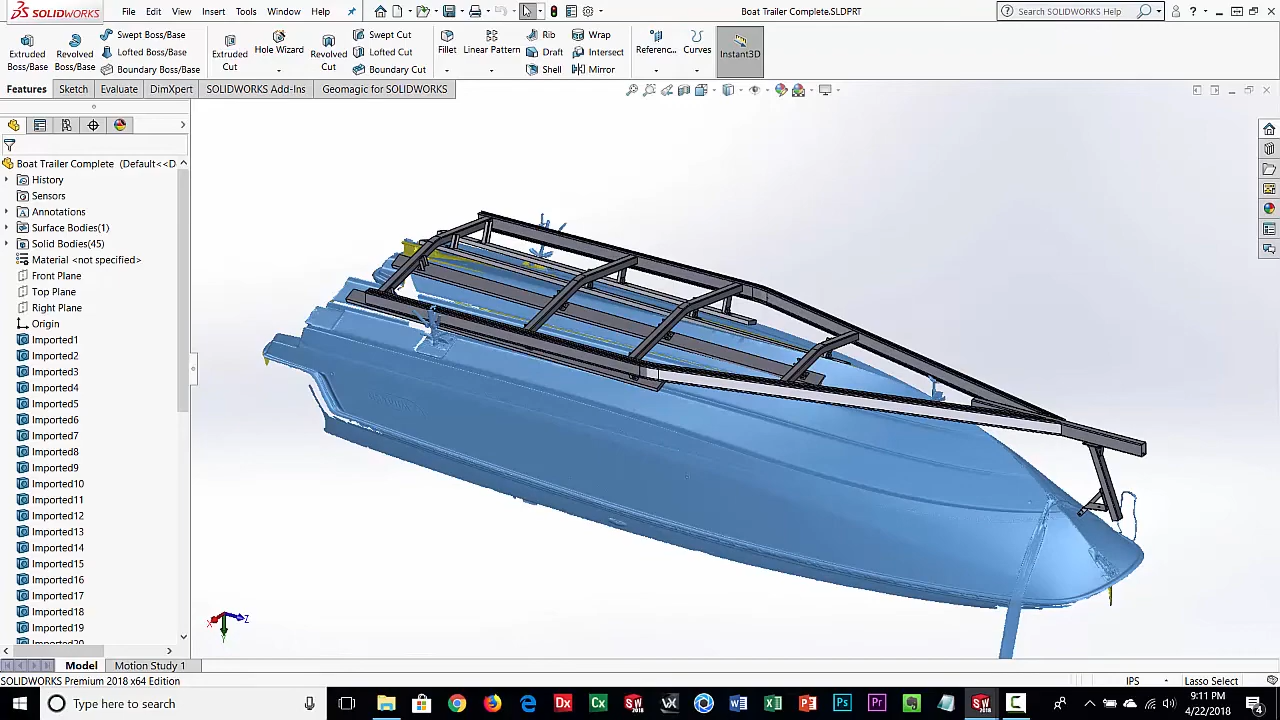 SOLIDWORKS File Edit View Insert Tools Window Help Boat Trailer Complete.SLDPRT Search SOLIDWORKS Help
Extruded Boss/Base
Revolved Boss/Base
Swept Boss/Base
Lofted Boss/Base
Boundary Boss/Base
Extruded Cut
Hole Wizard
Revolved Cut
Swept Cut
Lofted Cut
Boundary Cut
Fillet
Linear Pattern
Rib
Draft
Shell
Wrap
Intersect
Mirror
Referenc...
Curves
Instant3D
Features Sketch Evaluate DimXpert SOLIDWORKS Add-Ins Geomagic for SOLIDWORKS
Boat Trailer Complete (Default<<D
History
Sensors
Annotations
Surface Bodies(1)
Solid Bodies(45)
Material <not specified>
Front Plane
Top Plane
Right Plane
Origin
Imported1
Imported2
Imported3
Imported4
Imported5
Imported6
Imported7
Imported8
Imported9
Imported10
Imported11
Imported12
Imported13
Imported14
Imported15
Imported16
Imported17
Imported18
Imported19
Imported20
X Y Z
Model Motion Study 1
SOLIDWORKS Premium 2018 x64 Edition IPS Lasso Select
Type here to search
9:11 PM
4/22/2018